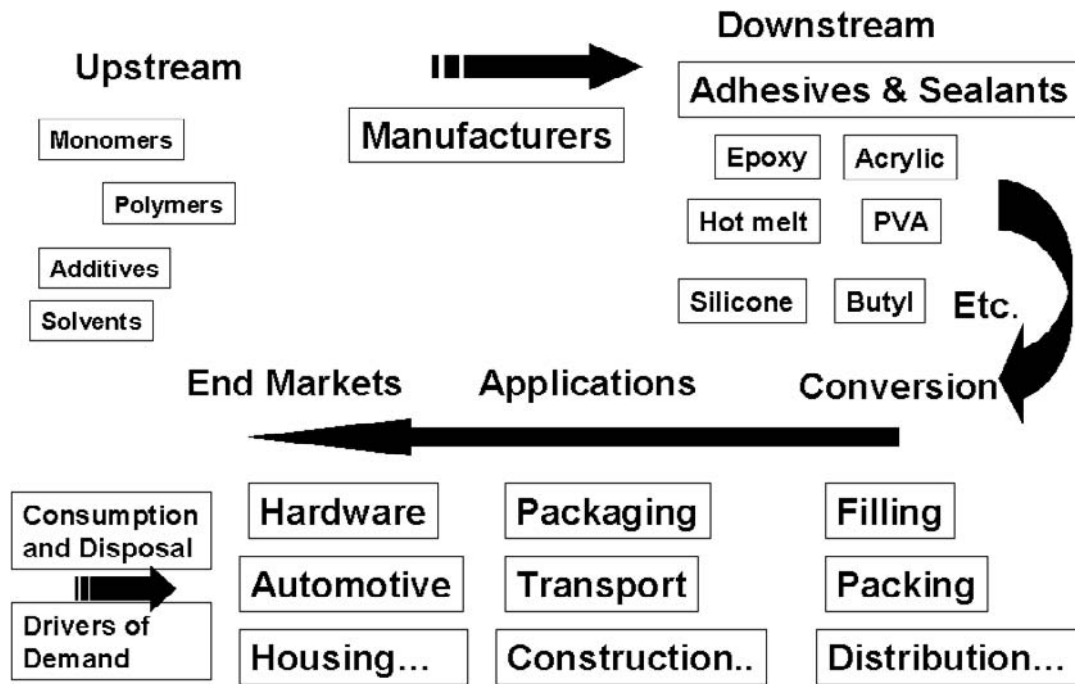 Downstream
Upstream
Adhesives & Sealants
Manufacturers
Monomers
Epoxy
Acrylic
Polymers
Hot melt
PVA
Additives
Solvents
Silicone
Butyl
Etc.
End Markets
Applications
Conversion
Consumption
and Disposal
Hardware
Packaging
Filling
Automotive
Transport
Packing
Drivers of
Demand
Housing...
Construction..
Distribution...